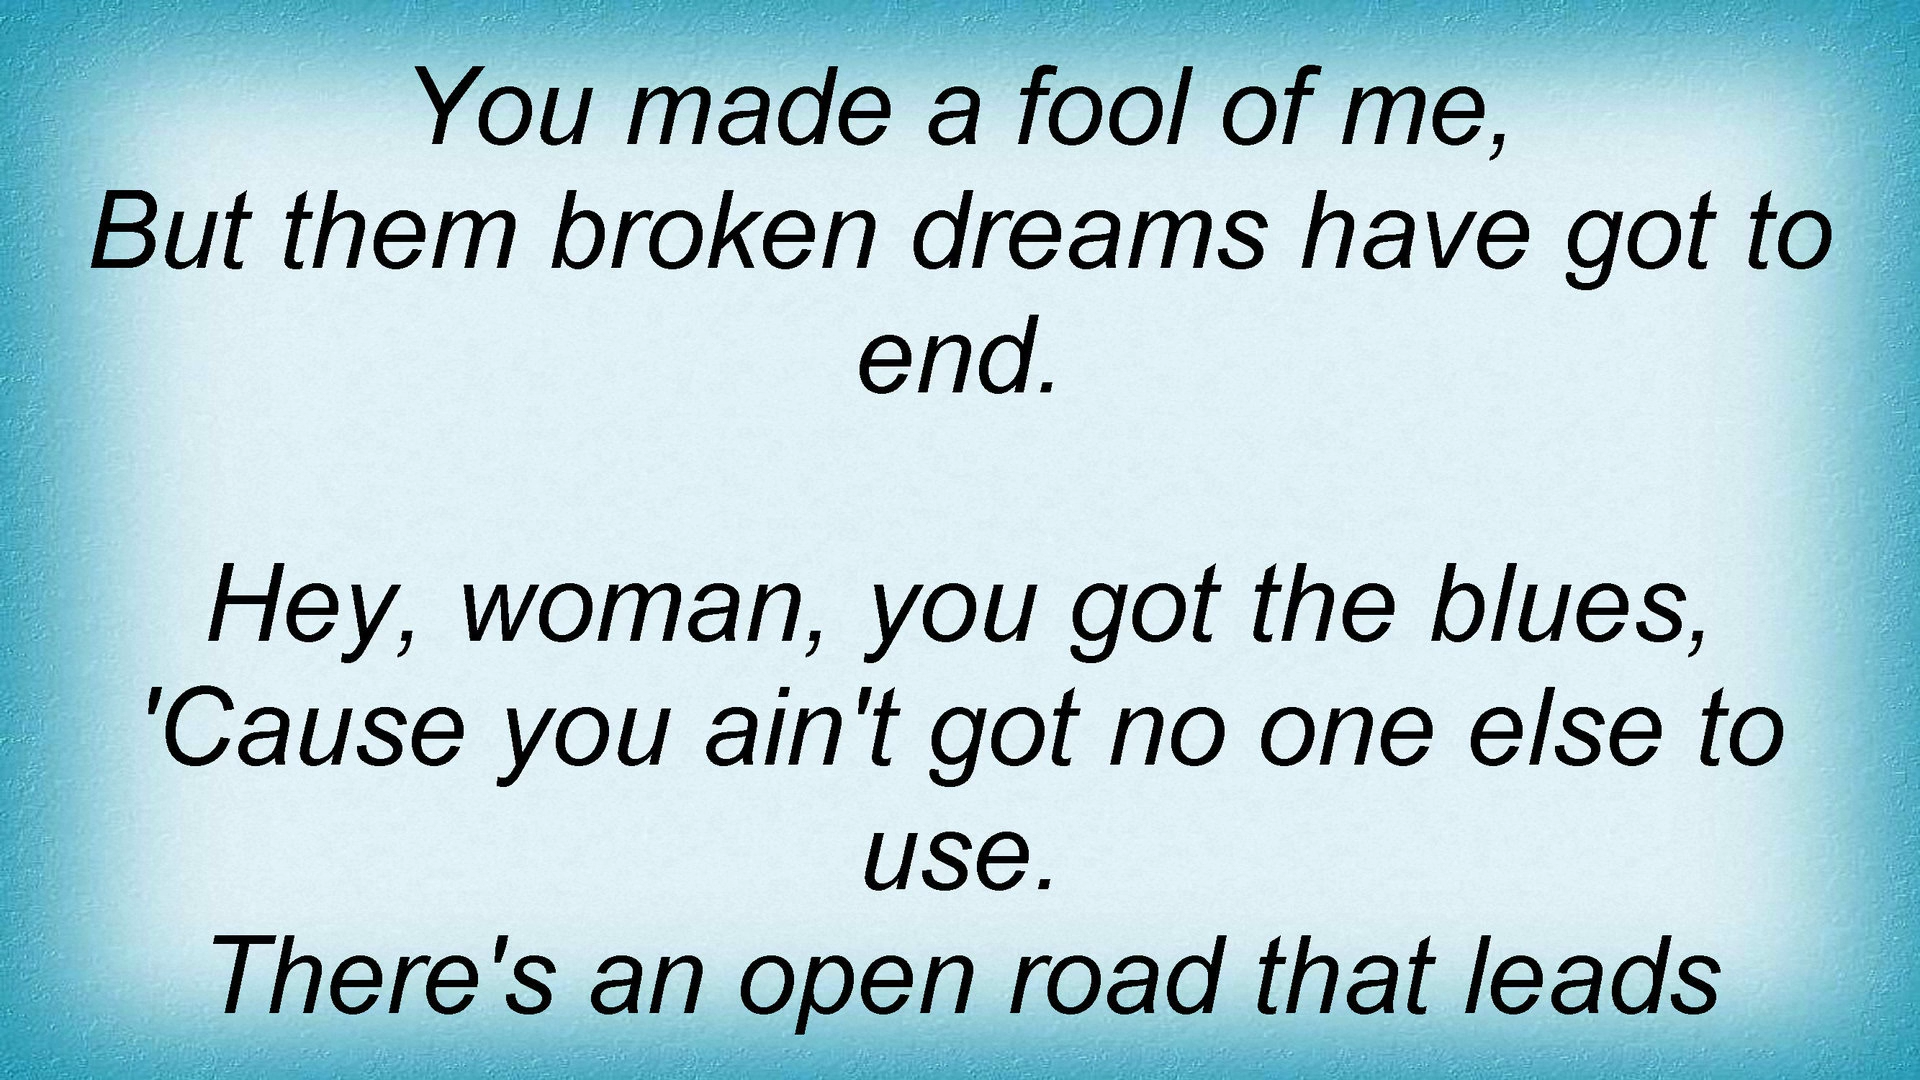 You made a fool of me,
But them broken dreams have got to
end.
Hey, woman, you got the blues,
'Cause you ain't got no one else to
use.
There's an open road that leads